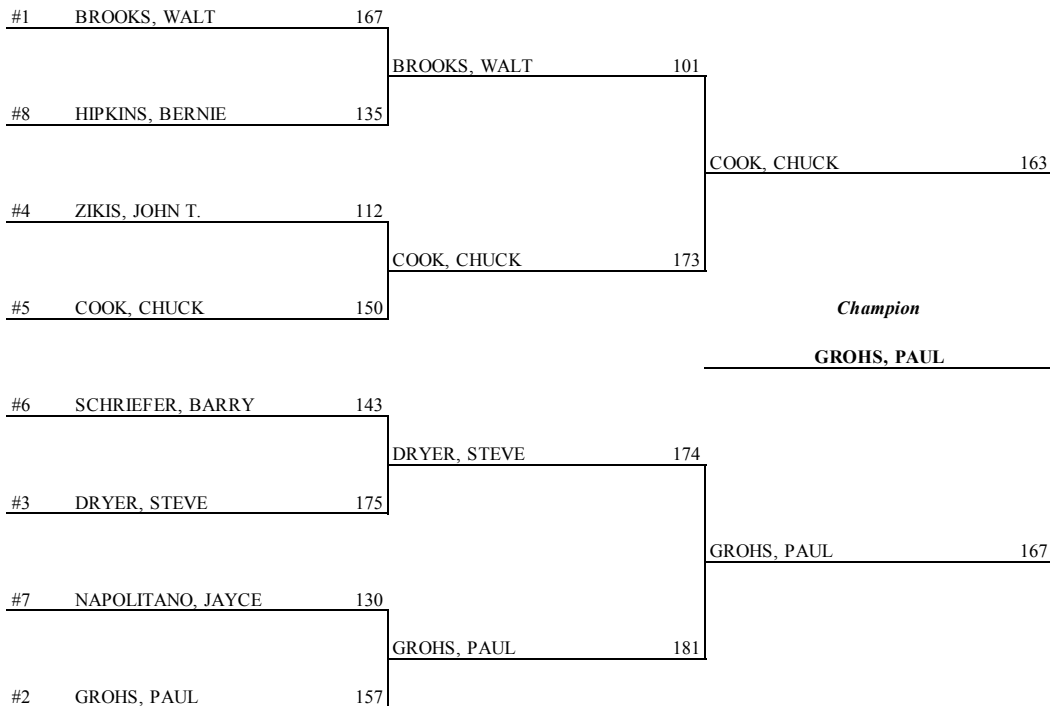 #1 BROOKS, WALT 167
BROOKS, WALT 101
#8 HIPKINS, BERNIE 135
COOK, CHUCK 163
#4 ZIKIS, JOHN T. 112
COOK, CHUCK 173
#5 COOK, CHUCK 150
Champion
GROHS, PAUL
#6 SCHRIEFER, BARRY 143
DRYER, STEVE 174
#3 DRYER, STEVE 175
GROHS, PAUL 167
#7 NAPOLITANO, JAYCE 130
GROHS, PAUL 181
#2 GROHS, PAUL 157